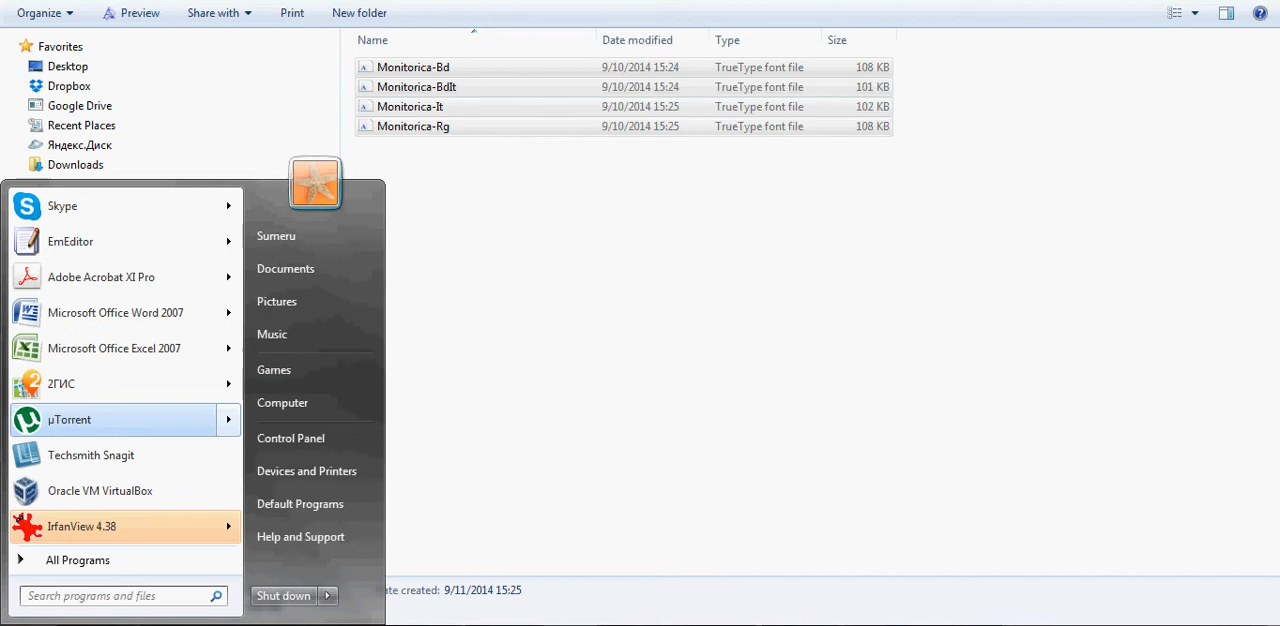 Organize Preview Share with Print New folder
Name Date modified Type Size
Favorites
Desktop
Dropbox
Google Drive
Recent Places
Яндекс.Диск
Downloads
Monitorica-Bd 9/10/2014 15:24 TrueType font file 108 KB
Monitorica-BdIt 9/10/2014 15:24 TrueType font file 101 KB
Monitorica-It 9/10/2014 15:25 TrueType font file 102 KB
Monitorica-Rg 9/10/2014 15:25 TrueType font file 108 KB
Skype
EmEditor
Adobe Acrobat XI Pro
Microsoft Office Word 2007
Microsoft Office Excel 2007
2ГИС
µTorrent
Techsmith Snagit
Oracle VM VirtualBox
IrfanView 4.38
All Programs
Search programs and files
Sumeru
Documents
Pictures
Music
Games
Computer
Control Panel
Devices and Printers
Default Programs
Help and Support
Shut down
ate created: 9/11/2014 15:25